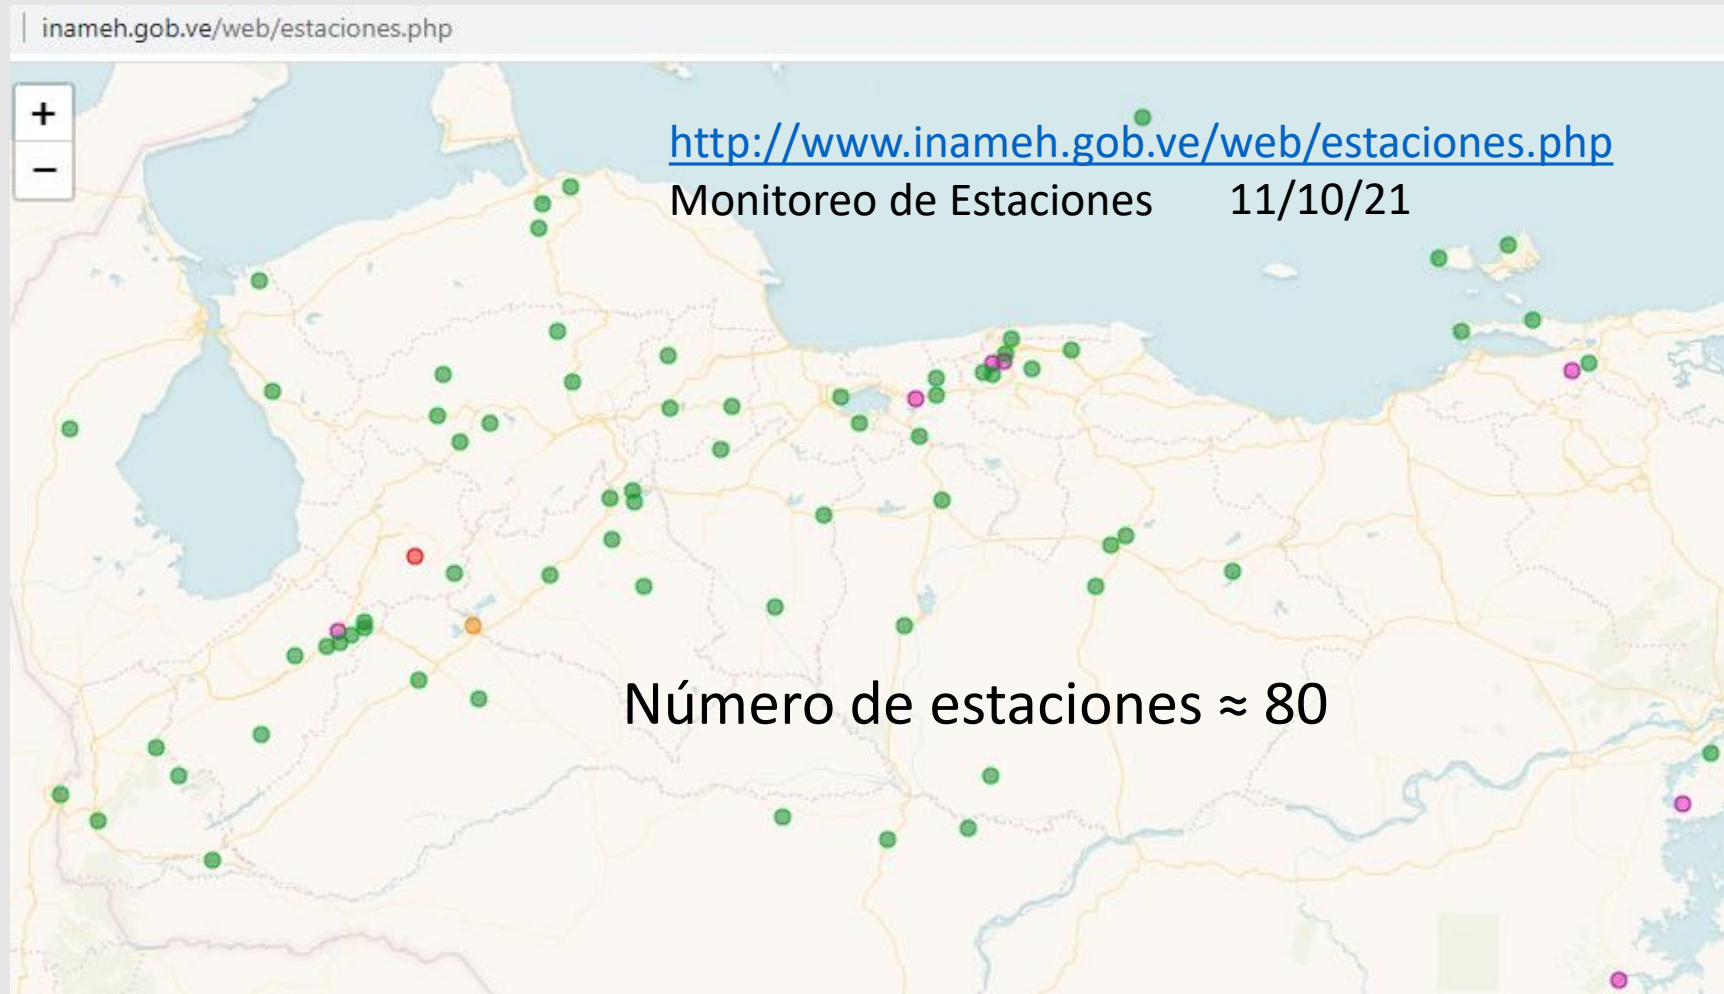 inameh.gob.ve/web/estaciones.php
+
−
http://www.inameh.gob.ve/web/estaciones.php
Monitoreo de Estaciones 11/10/21
Número de estaciones ≈ 80